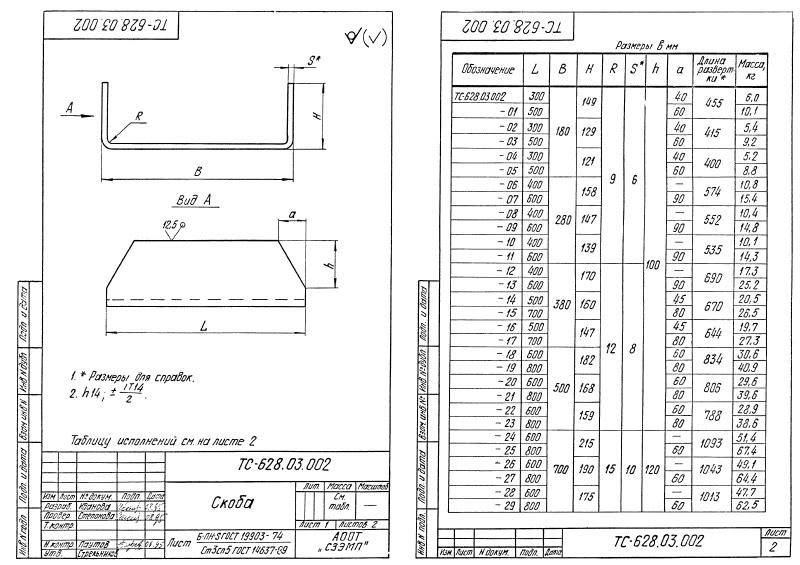 ТС-628.03.002
√(√)
S*
А
R
H
В
Вид А
12,5
а
h
L
1. * Размеры для справок.
2. h14; ± IT14/2.
Таблицу исполнений см. на листе 2
ТС-628.03.002
Скоба
Лит. Масса Масштаб
См. табл. —
Лист 1 Листов 2
Изм Лист № докум. Подп. Дата
Разраб. Иванова
Провер. Степанова
Т.контр.
Н.контр. Паутов
Утв. Стрельников
Лист Б-ПН-S ГОСТ 19903-74
Ст3сп5 ГОСТ 14637-89
АООТ
„СЗЭМП"
Подп. и дата
Инв № дубл.
Взам инв №
Подп. и дата
Инв № подл.
ТС-628.03.002
Размеры в мм
Обозначение L B H R S* h a Длина развертки* Масса, кг
ТС-628.03.002 300 180 149 9 6 100 40 455 6,0
-01 500 60 10,1
-02 300 129 40 415 5,4
-03 500 60 9,2
-04 300 121 40 400 5,2
-05 500 60 8,8
-06 400 280 158 — 574 10,8
-07 600 90 15,4
-08 400 147 — 552 10,4
-09 600 90 14,8
-10 400 139 — 535 10,1
-11 600 90 14,3
-12 400 380 170 12 8 — 690 17,3
-13 600 90 25,2
-14 500 160 45 670 20,5
-15 700 80 26,5
-16 500 147 45 644 19,7
-17 700 80 27,3
-18 600 500 182 60 834 30,6
-19 800 80 40,9
-20 600 168 60 806 29,6
-21 800 80 39,6
-22 600 159 60 788 28,9
-23 800 80 38,6
-24 600 700 215 15 10 120 — 1093 51,4
-25 800 60 67,4
-26 600 190 — 1043 49,1
-27 800 60 64,4
-28 600 175 — 1013 47,7
-29 800 60 62,5
Подп. и дата
Инв № дубл.
Взам инв №
Подп. и дата
Инв № подл.
Изм. Лист № докум. Подп. Дата
ТС-628.03.002
Лист
2